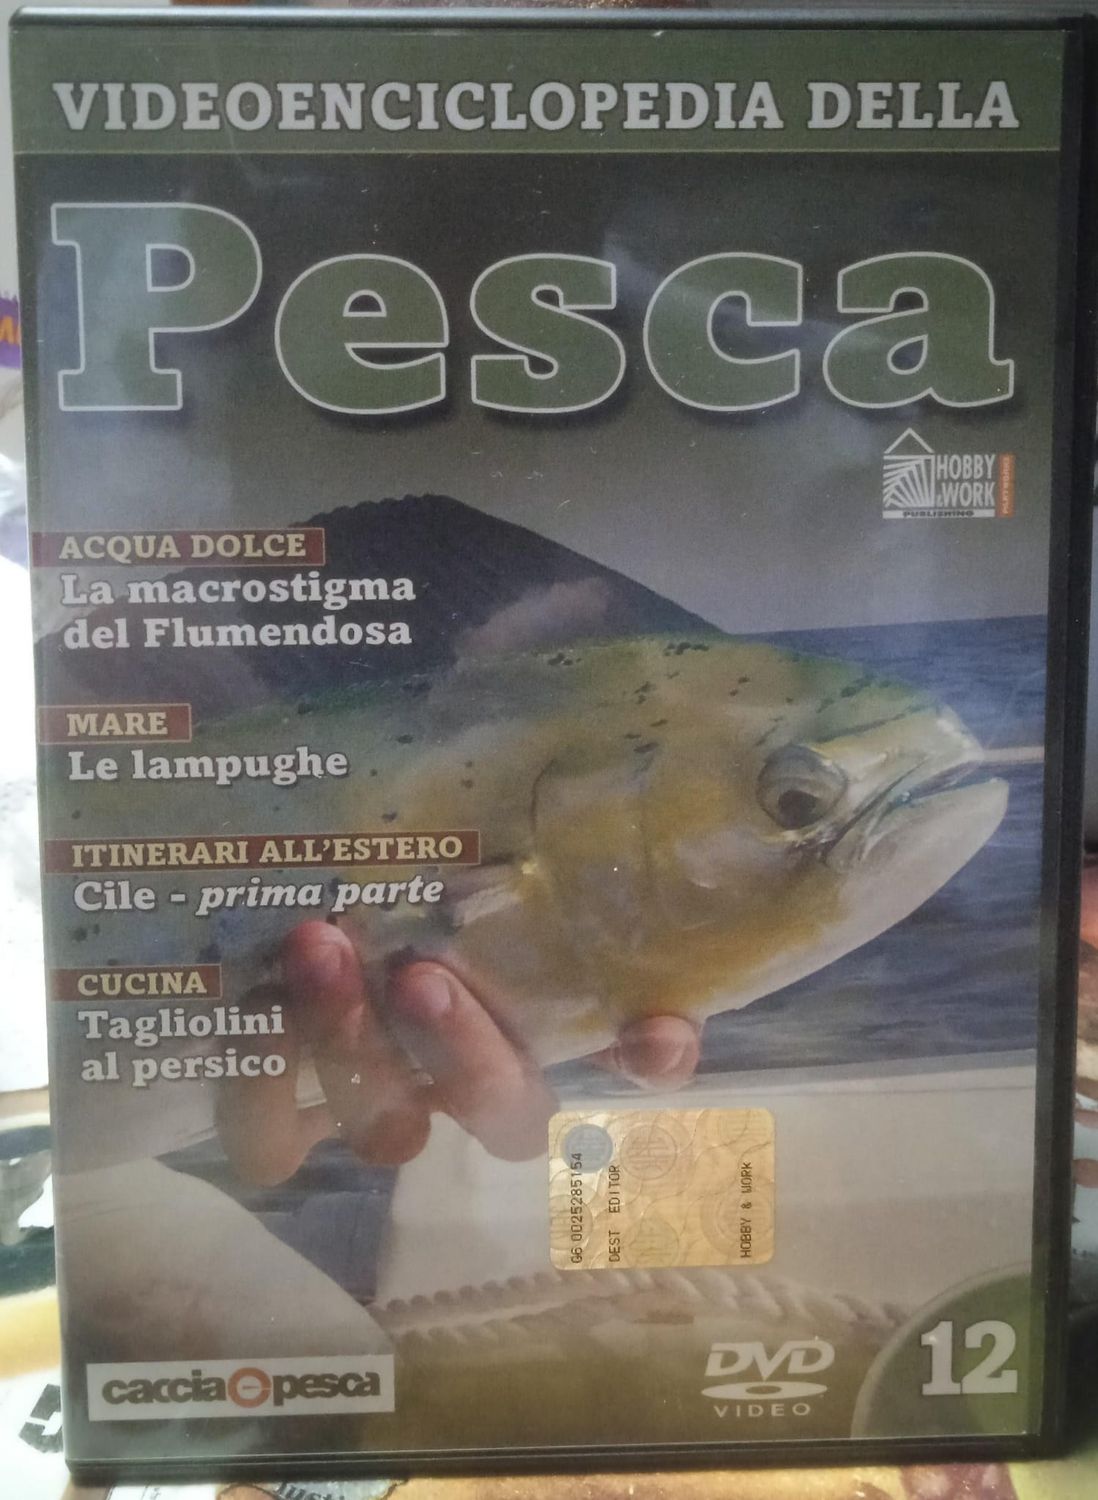 VIDEOENCICLOPEDIA DELLA
Pesca
HOBBY
& WORK
PUBLISHING
ACQUA DOLCE
La macrostigma
del Flumendosa
MARE
Le lampughe
ITINERARI ALL'ESTERO
Cile - prima parte
CUCINA
Tagliolini
al persico
G6 0025285154
DEST EDITOR
HOBBY & WORK
caccia e pesca
DVD
VIDEO
12